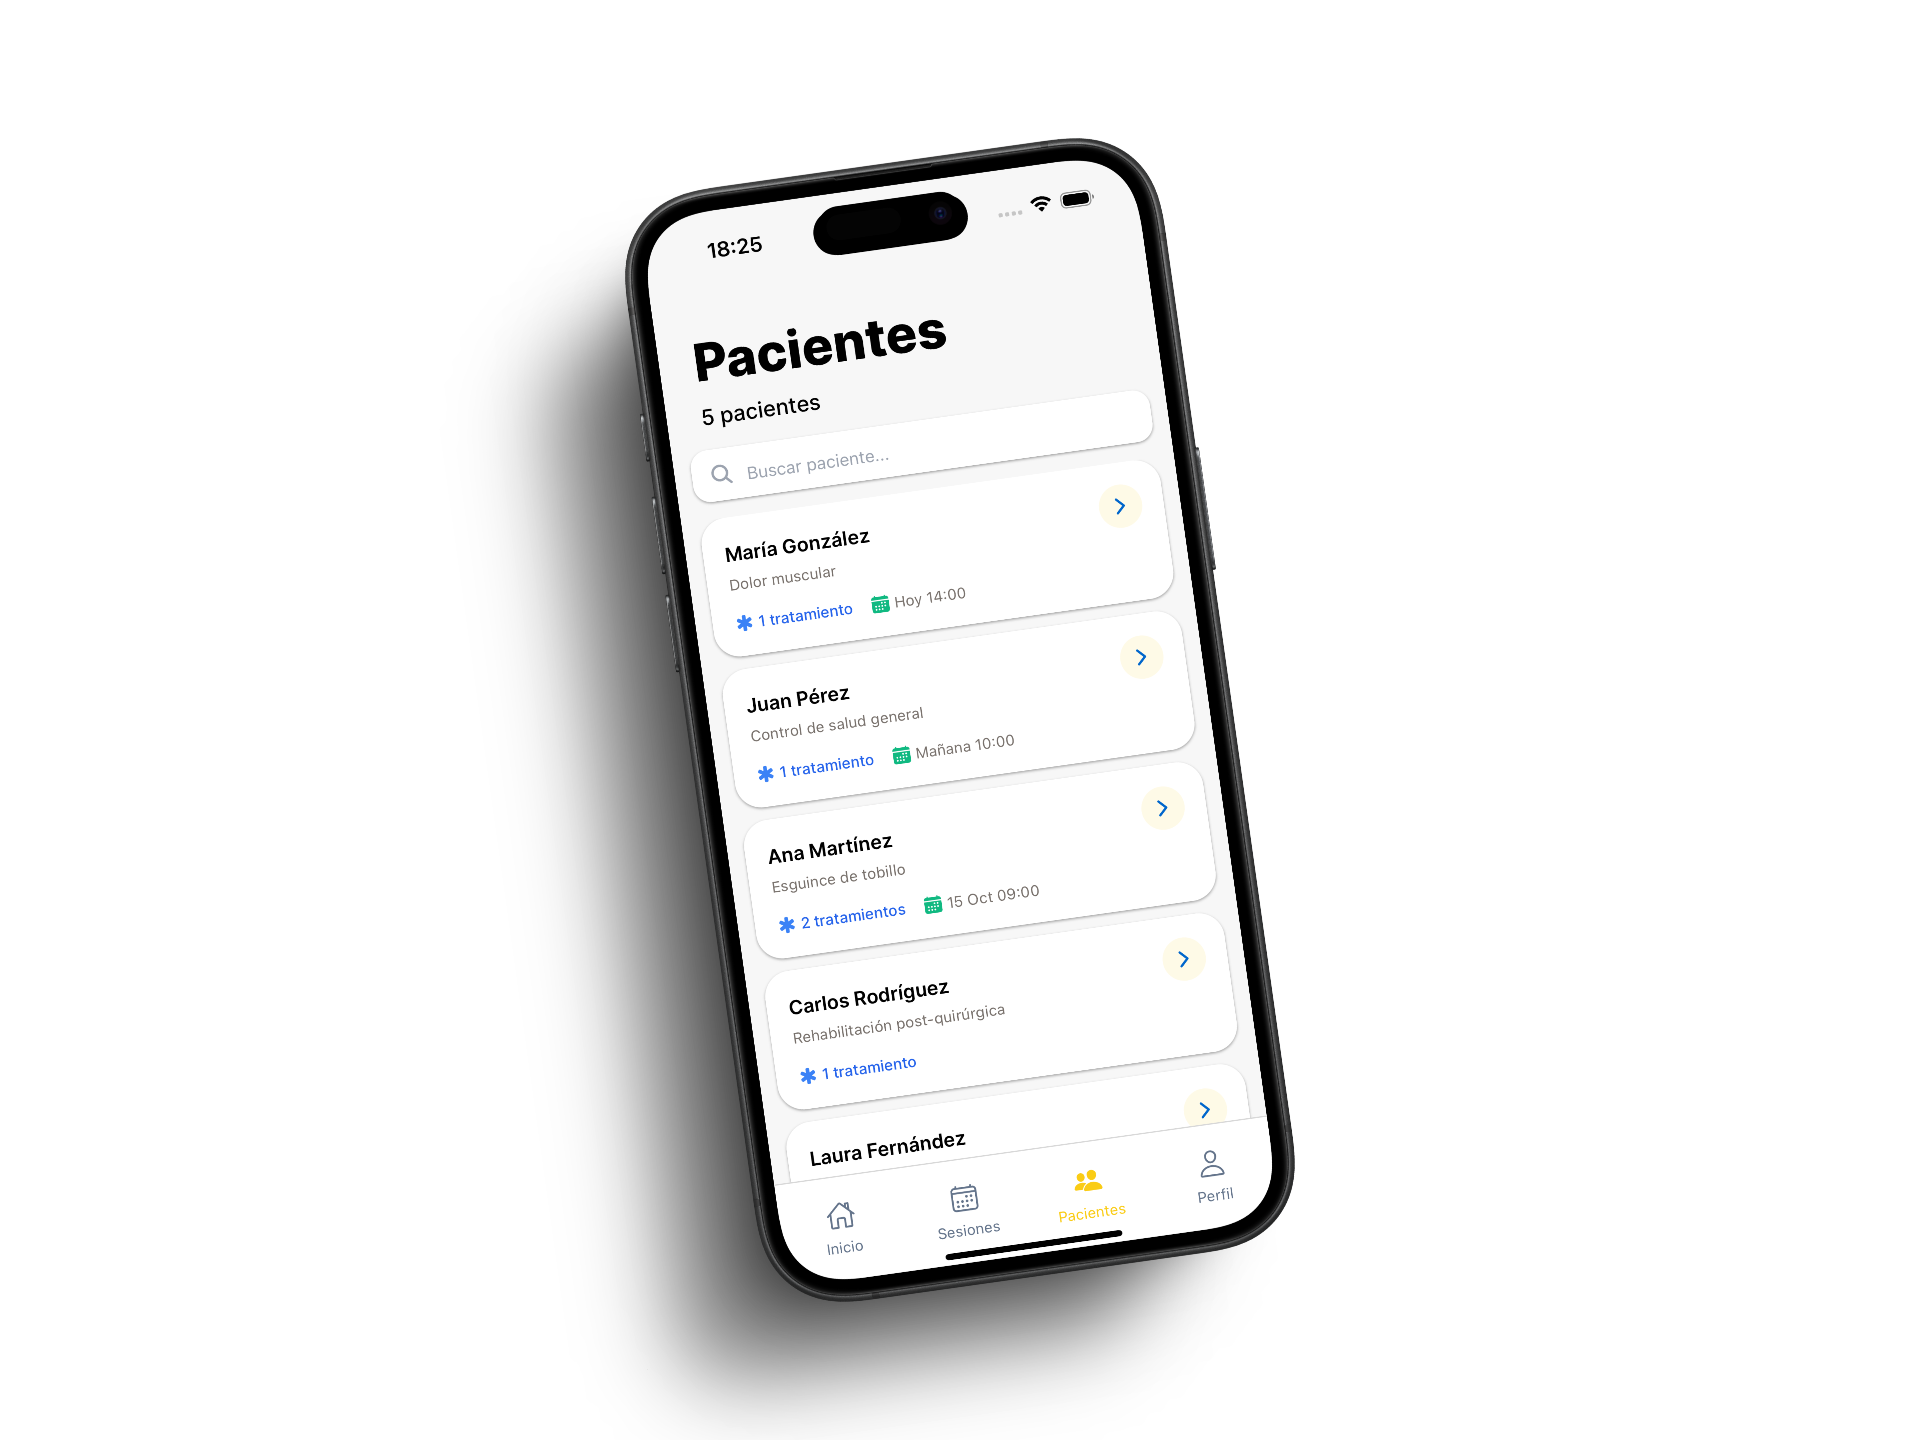 18:25
Pacientes
5 pacientes
Buscar paciente...
María González
Dolor muscular
1 tratamiento Hoy 14:00
Juan Pérez
Control de salud general
1 tratamiento Mañana 10:00
Ana Martínez
Esguince de tobillo
2 tratamientos 15 Oct 09:00
Carlos Rodríguez
Rehabilitación post-quirúrgica
1 tratamiento
Laura Fernández
Inicio Sesiones Pacientes Perfil